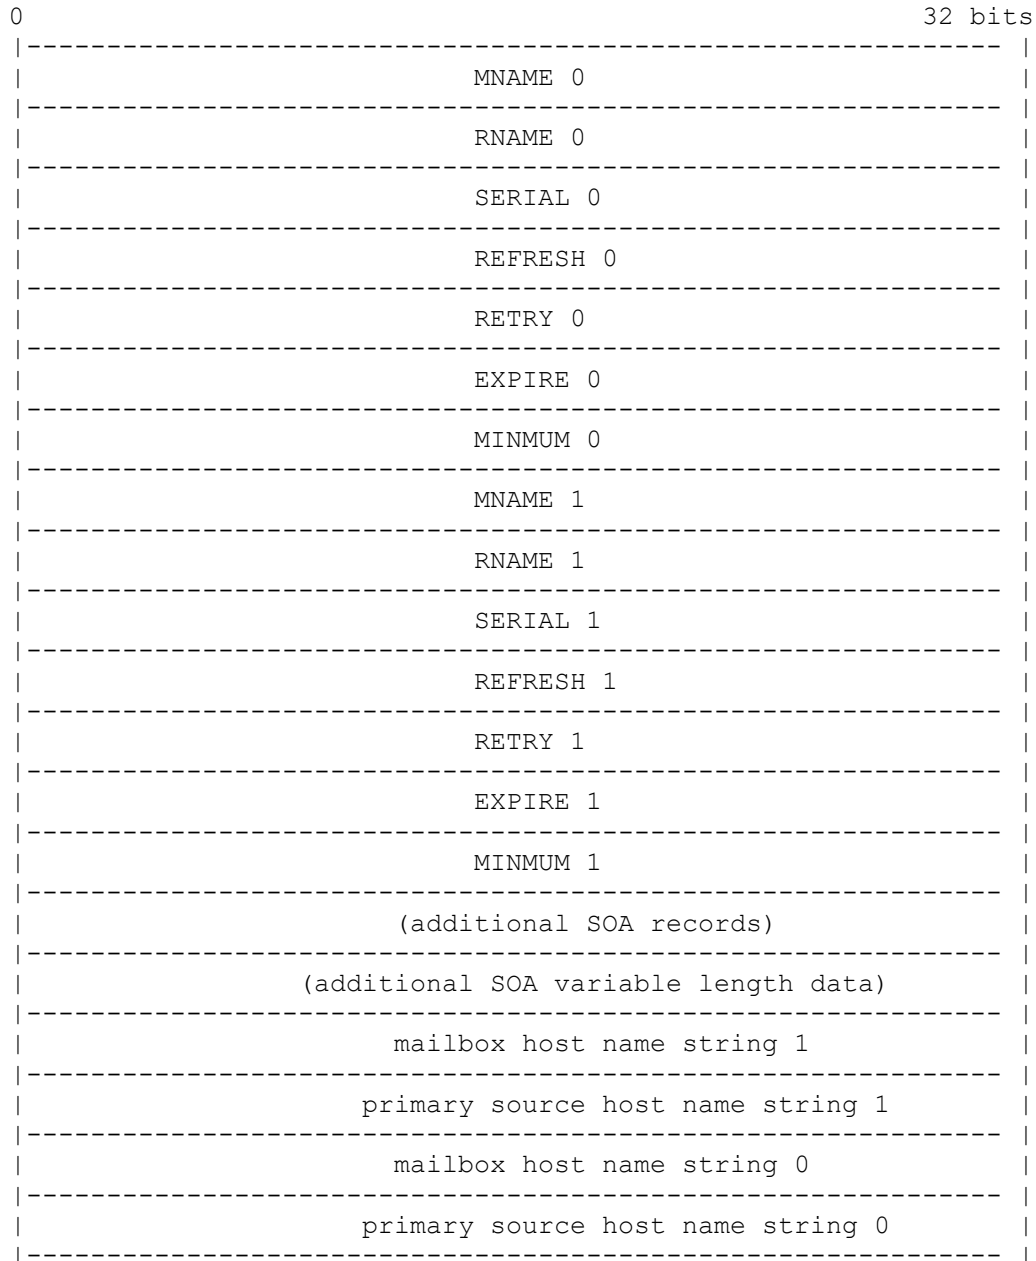 0 32 bits
|------------------------------------------------------------- |
| MNAME 0 |
|------------------------------------------------------------- |
| RNAME 0 |
|------------------------------------------------------------- |
| SERIAL 0 |
|------------------------------------------------------------- |
| REFRESH 0 |
|------------------------------------------------------------- |
| RETRY 0 |
|------------------------------------------------------------- |
| EXPIRE 0 |
|------------------------------------------------------------- |
| MINMUM 0 |
|------------------------------------------------------------- |
| MNAME 1 |
|------------------------------------------------------------- |
| RNAME 1 |
|------------------------------------------------------------- |
| SERIAL 1 |
|------------------------------------------------------------- |
| REFRESH 1 |
|------------------------------------------------------------- |
| RETRY 1 |
|------------------------------------------------------------- |
| EXPIRE 1 |
|------------------------------------------------------------- |
| MINMUM 1 |
|------------------------------------------------------------- |
| (additional SOA records) |
|------------------------------------------------------------- |
| (additional SOA variable length data) |
|------------------------------------------------------------- |
| mailbox host name string 1 |
|------------------------------------------------------------- |
| primary source host name string 1 |
|------------------------------------------------------------- |
| mailbox host name string 0 |
|------------------------------------------------------------- |
| primary source host name string 0 |
|------------------------------------------------------------- |